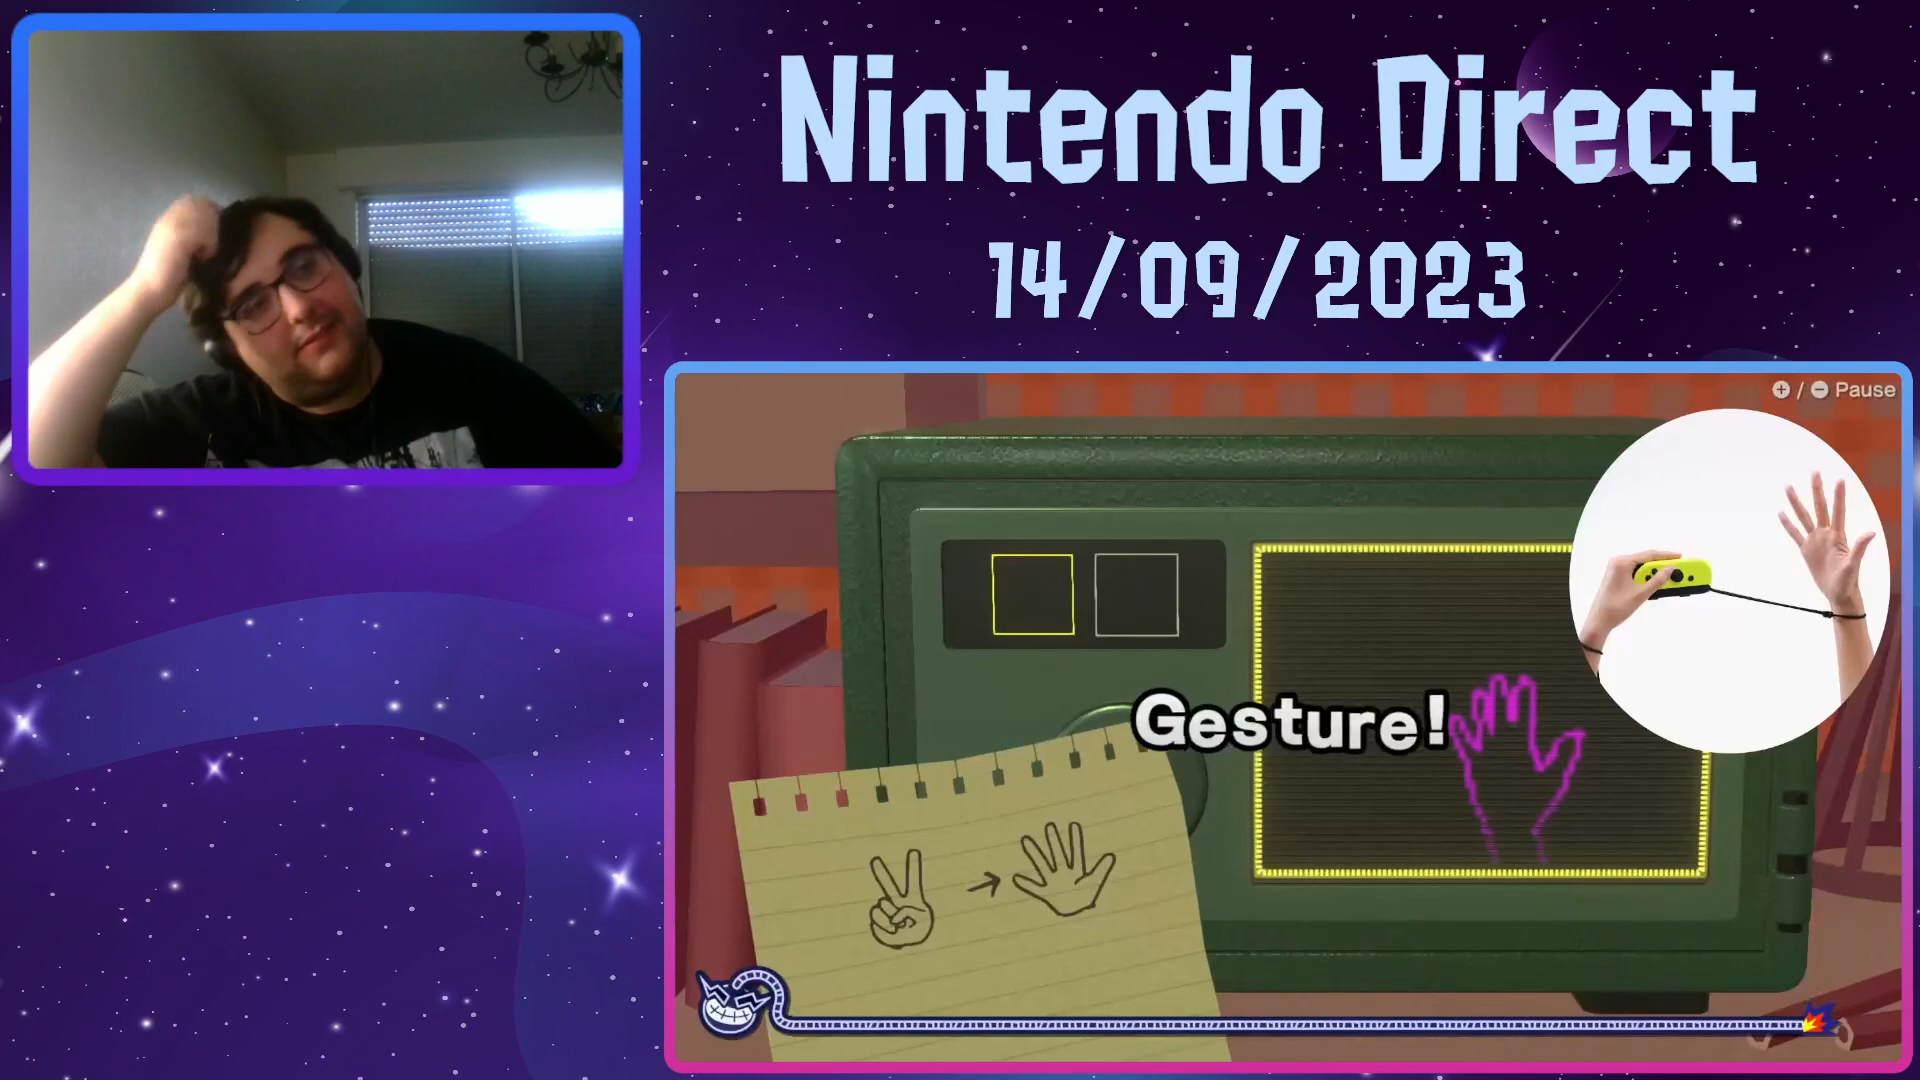 Nintendo Direct
14/09/2023
+ / − Pause
Gesture!